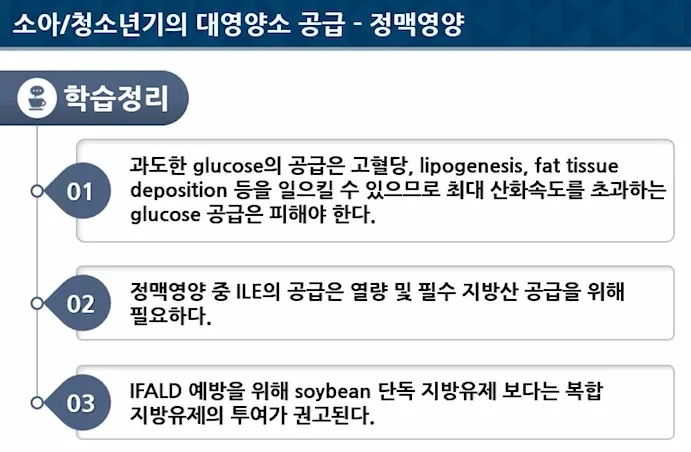 소아/청소년기의 대영양소 공급 - 정맥영양
학습정리
01
과도한 glucose의 공급은 고혈당, lipogenesis, fat tissue
deposition 등을 일으킬 수 있으므로 최대 산화속도를 초과하는
glucose 공급은 피해야 한다.
02
정맥영양 중 ILE의 공급은 열량 및 필수 지방산 공급을 위해
필요하다.
03
IFALD 예방을 위해 soybean 단독 지방유제 보다는 복합
지방유제의 투여가 권고된다.